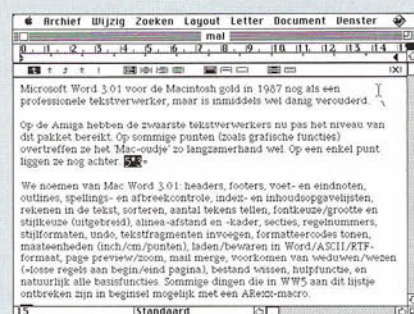 Archief Wijzig Zoeken Layout Letter Document Venster
mal
Microsoft Word 3.01 voor de Macintosh gold in 1987 nog als een
professionele tekstverwerker, maar is inmiddels wel danig verouderd.
Op de Amiga hebben de zwaarste tekstverwerkers nu pas het niveau van
dit pakket bereikt. Op sommige punten (zoals grafische functies)
overtreffen ze het 'Mac-oudje' zo langzamerhand wel. Op een enkel punt
liggen ze nog achter.
We noemen van Mac Word 3.01: headers, footers, voet- en eindnoten,
outlines, spellings- en afbreekcontrole, index- en inhoudsopgavelijsten,
rekenen in de tekst, sorteren, aantal tekens tellen, fontkeuze/grootte en
stijlkeuze (uitgebreid), alinea-afstand en -kader, secties, regelnummers,
stijlformaten, undo, tekstfragmenten invoegen, formatteercodes tonen,
maateenheden (inch/cm/punten), laden/bewaren in Word/ASCII/RTF-
formaat, page preview/zoom, mail merge, voorkomen van weduwen/wezen
(=losse regels aan begin/eind pagina), bestand wissen, hulpfunctie, en
natuurlijk alle basisfuncties. Sommige dingen die in WW5 aan dit lijstje
ontbreken zijn in beginsel mogelijk met een ARexx-macro.
Standaard